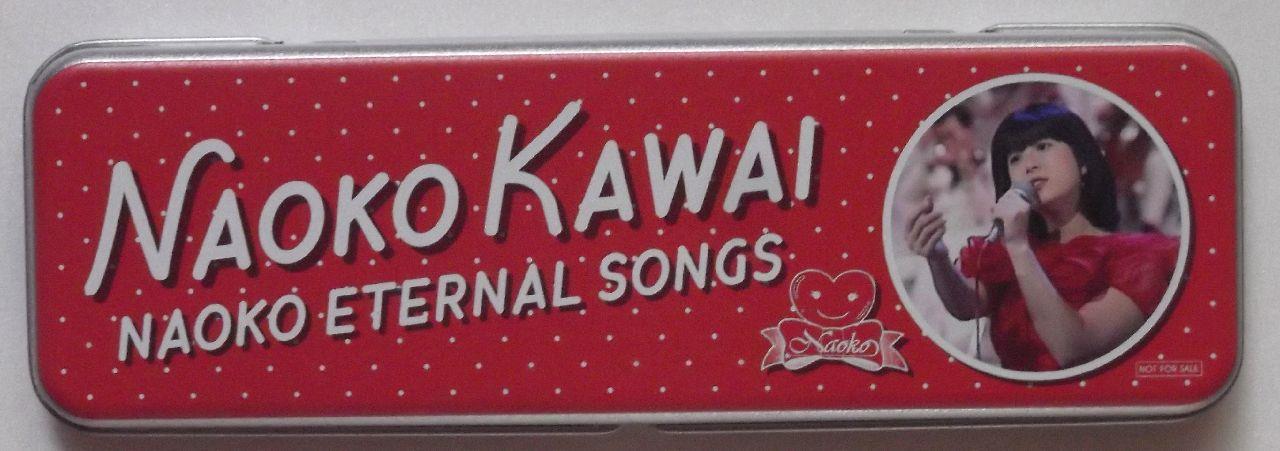 NAOKO KAWAI
NAOKO ETERNAL SONGS
Naoko
NOT FOR SALE